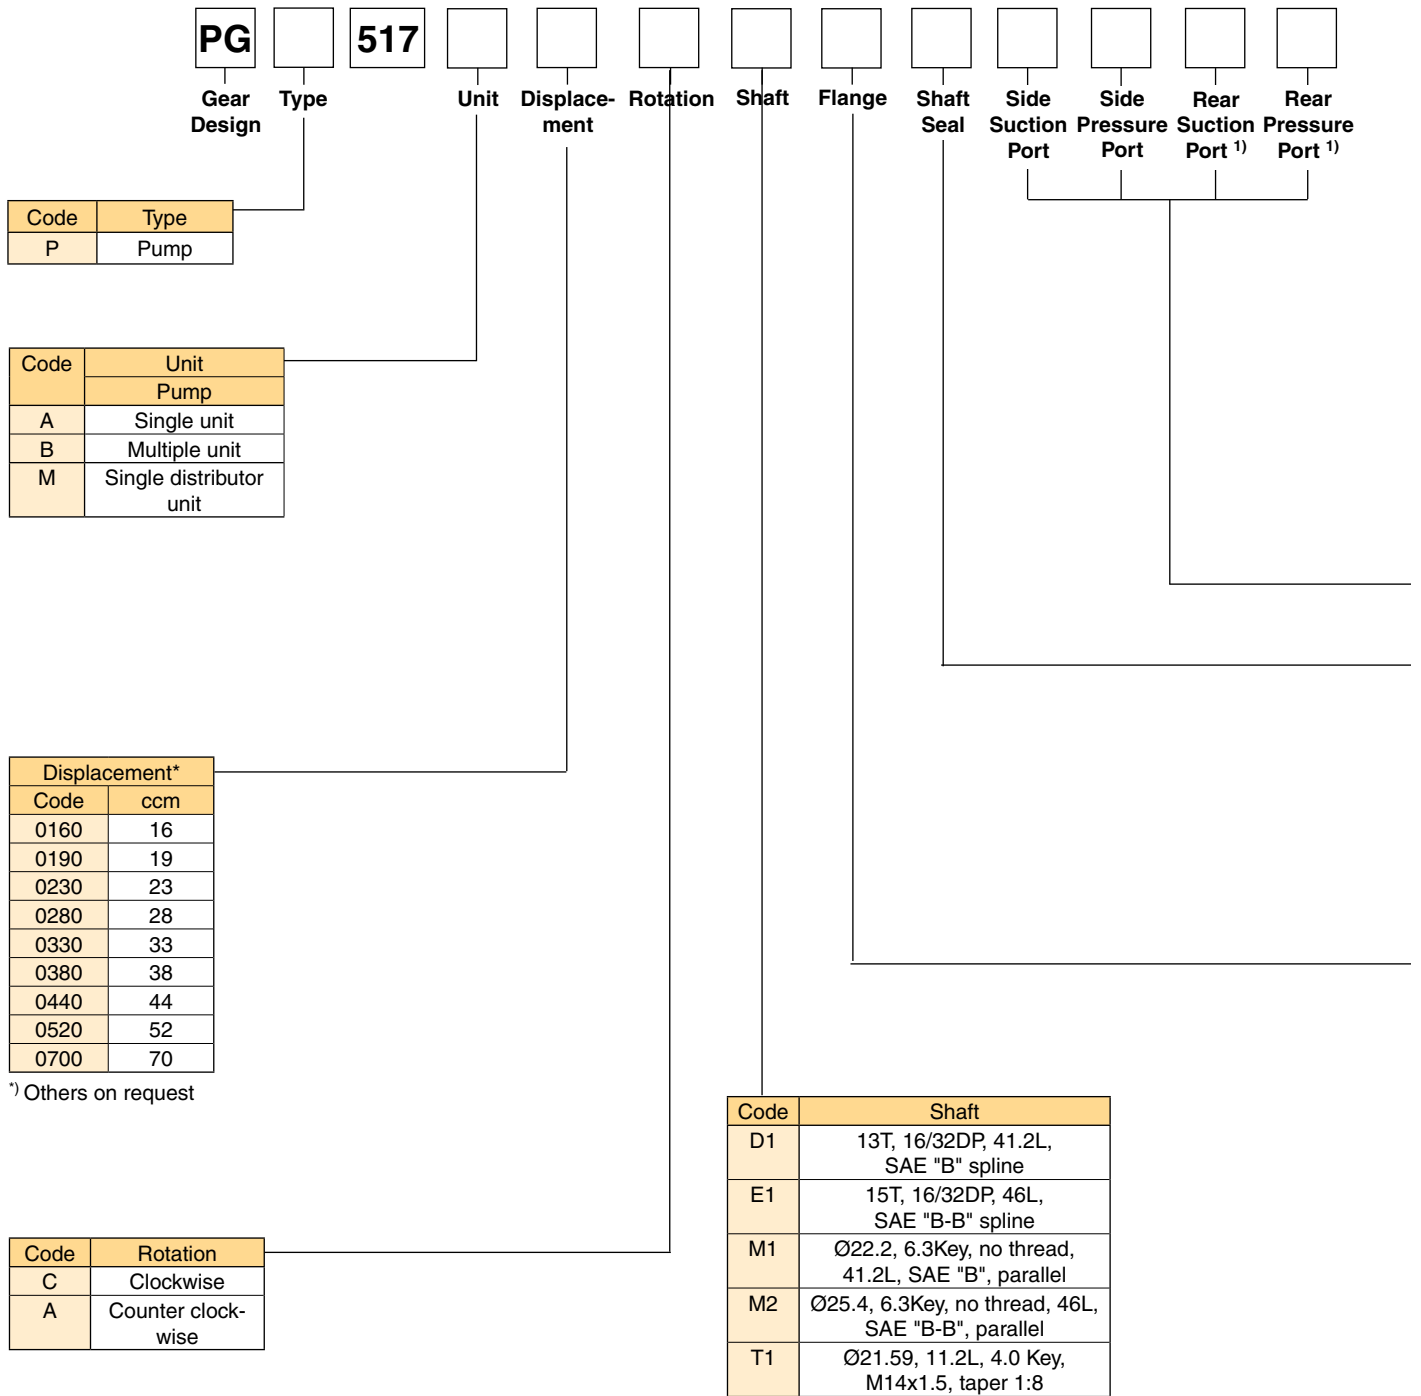 PG 517
Gear Type Unit Displace- Rotation Shaft Flange Shaft Side Side Rear Rear
Design ment Seal Suction Pressure Suction Pressure
Port Port Port 1) Port 1)
Code Type
P Pump
Code Unit
Pump
A Single unit
B Multiple unit
M Single distributor
unit
Displacement*
Code ccm
0160 16
0190 19
0230 23
0280 28
0330 33
0380 38
0440 44
0520 52
0700 70
*) Others on request
Code Shaft
D1 13T, 16/32DP, 41.2L,
SAE "B" spline
E1 15T, 16/32DP, 46L,
SAE "B-B" spline
M1 Ø22.2, 6.3Key, no thread,
41.2L, SAE "B", parallel
M2 Ø25.4, 6.3Key, no thread, 46L,
SAE "B-B", parallel
T1 Ø21.59, 11.2L, 4.0 Key,
M14x1.5, taper 1:8
Code Rotation
C Clockwise
A Counter clock-
wise